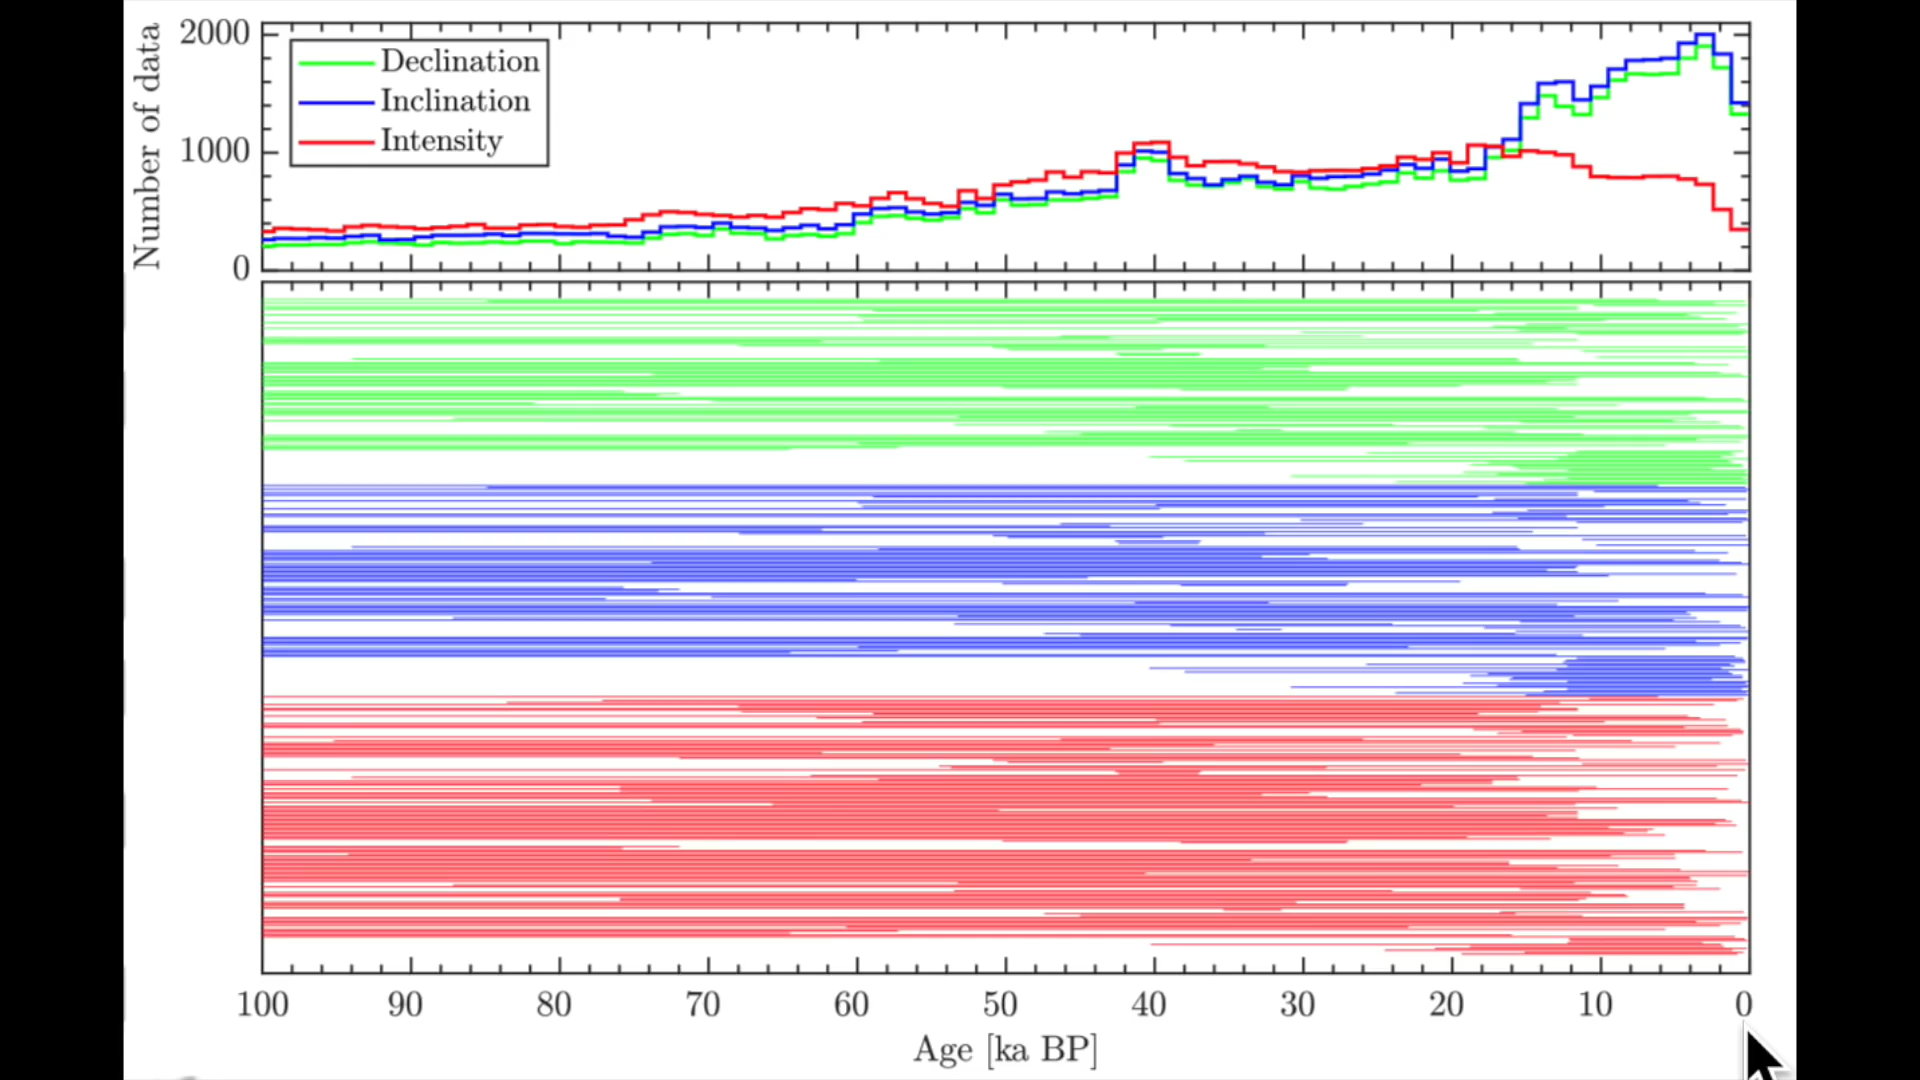 Number of data
2000
1000
0
Declination
Inclination
Intensity
100 90 80 70 60 50 40 30 20 10 0
Age [ka BP]